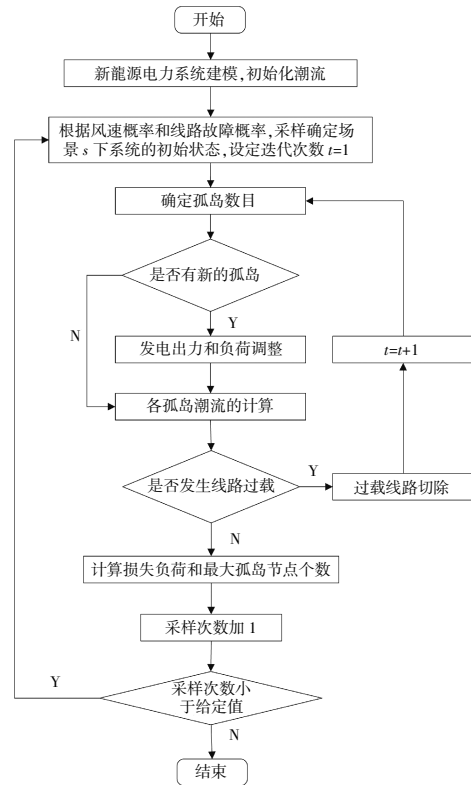 开始
新龍源电力系统建模,初始化潮流
根据风速概率和线路故障概率,采样确定场
景 s 下系统的初始状态,设定迭代次数 t=1
确定孤岛数目
是否有新的孤岛
N
Y
发电出力和负荷调整
t=t+1
各孤岛潮流的计算
是否发生线路过载
Y
过载线路切除
N
计算损失负荷和最大孤岛节点个数
采样次数加 1
Y
采样次数小
于给定值
N
结束